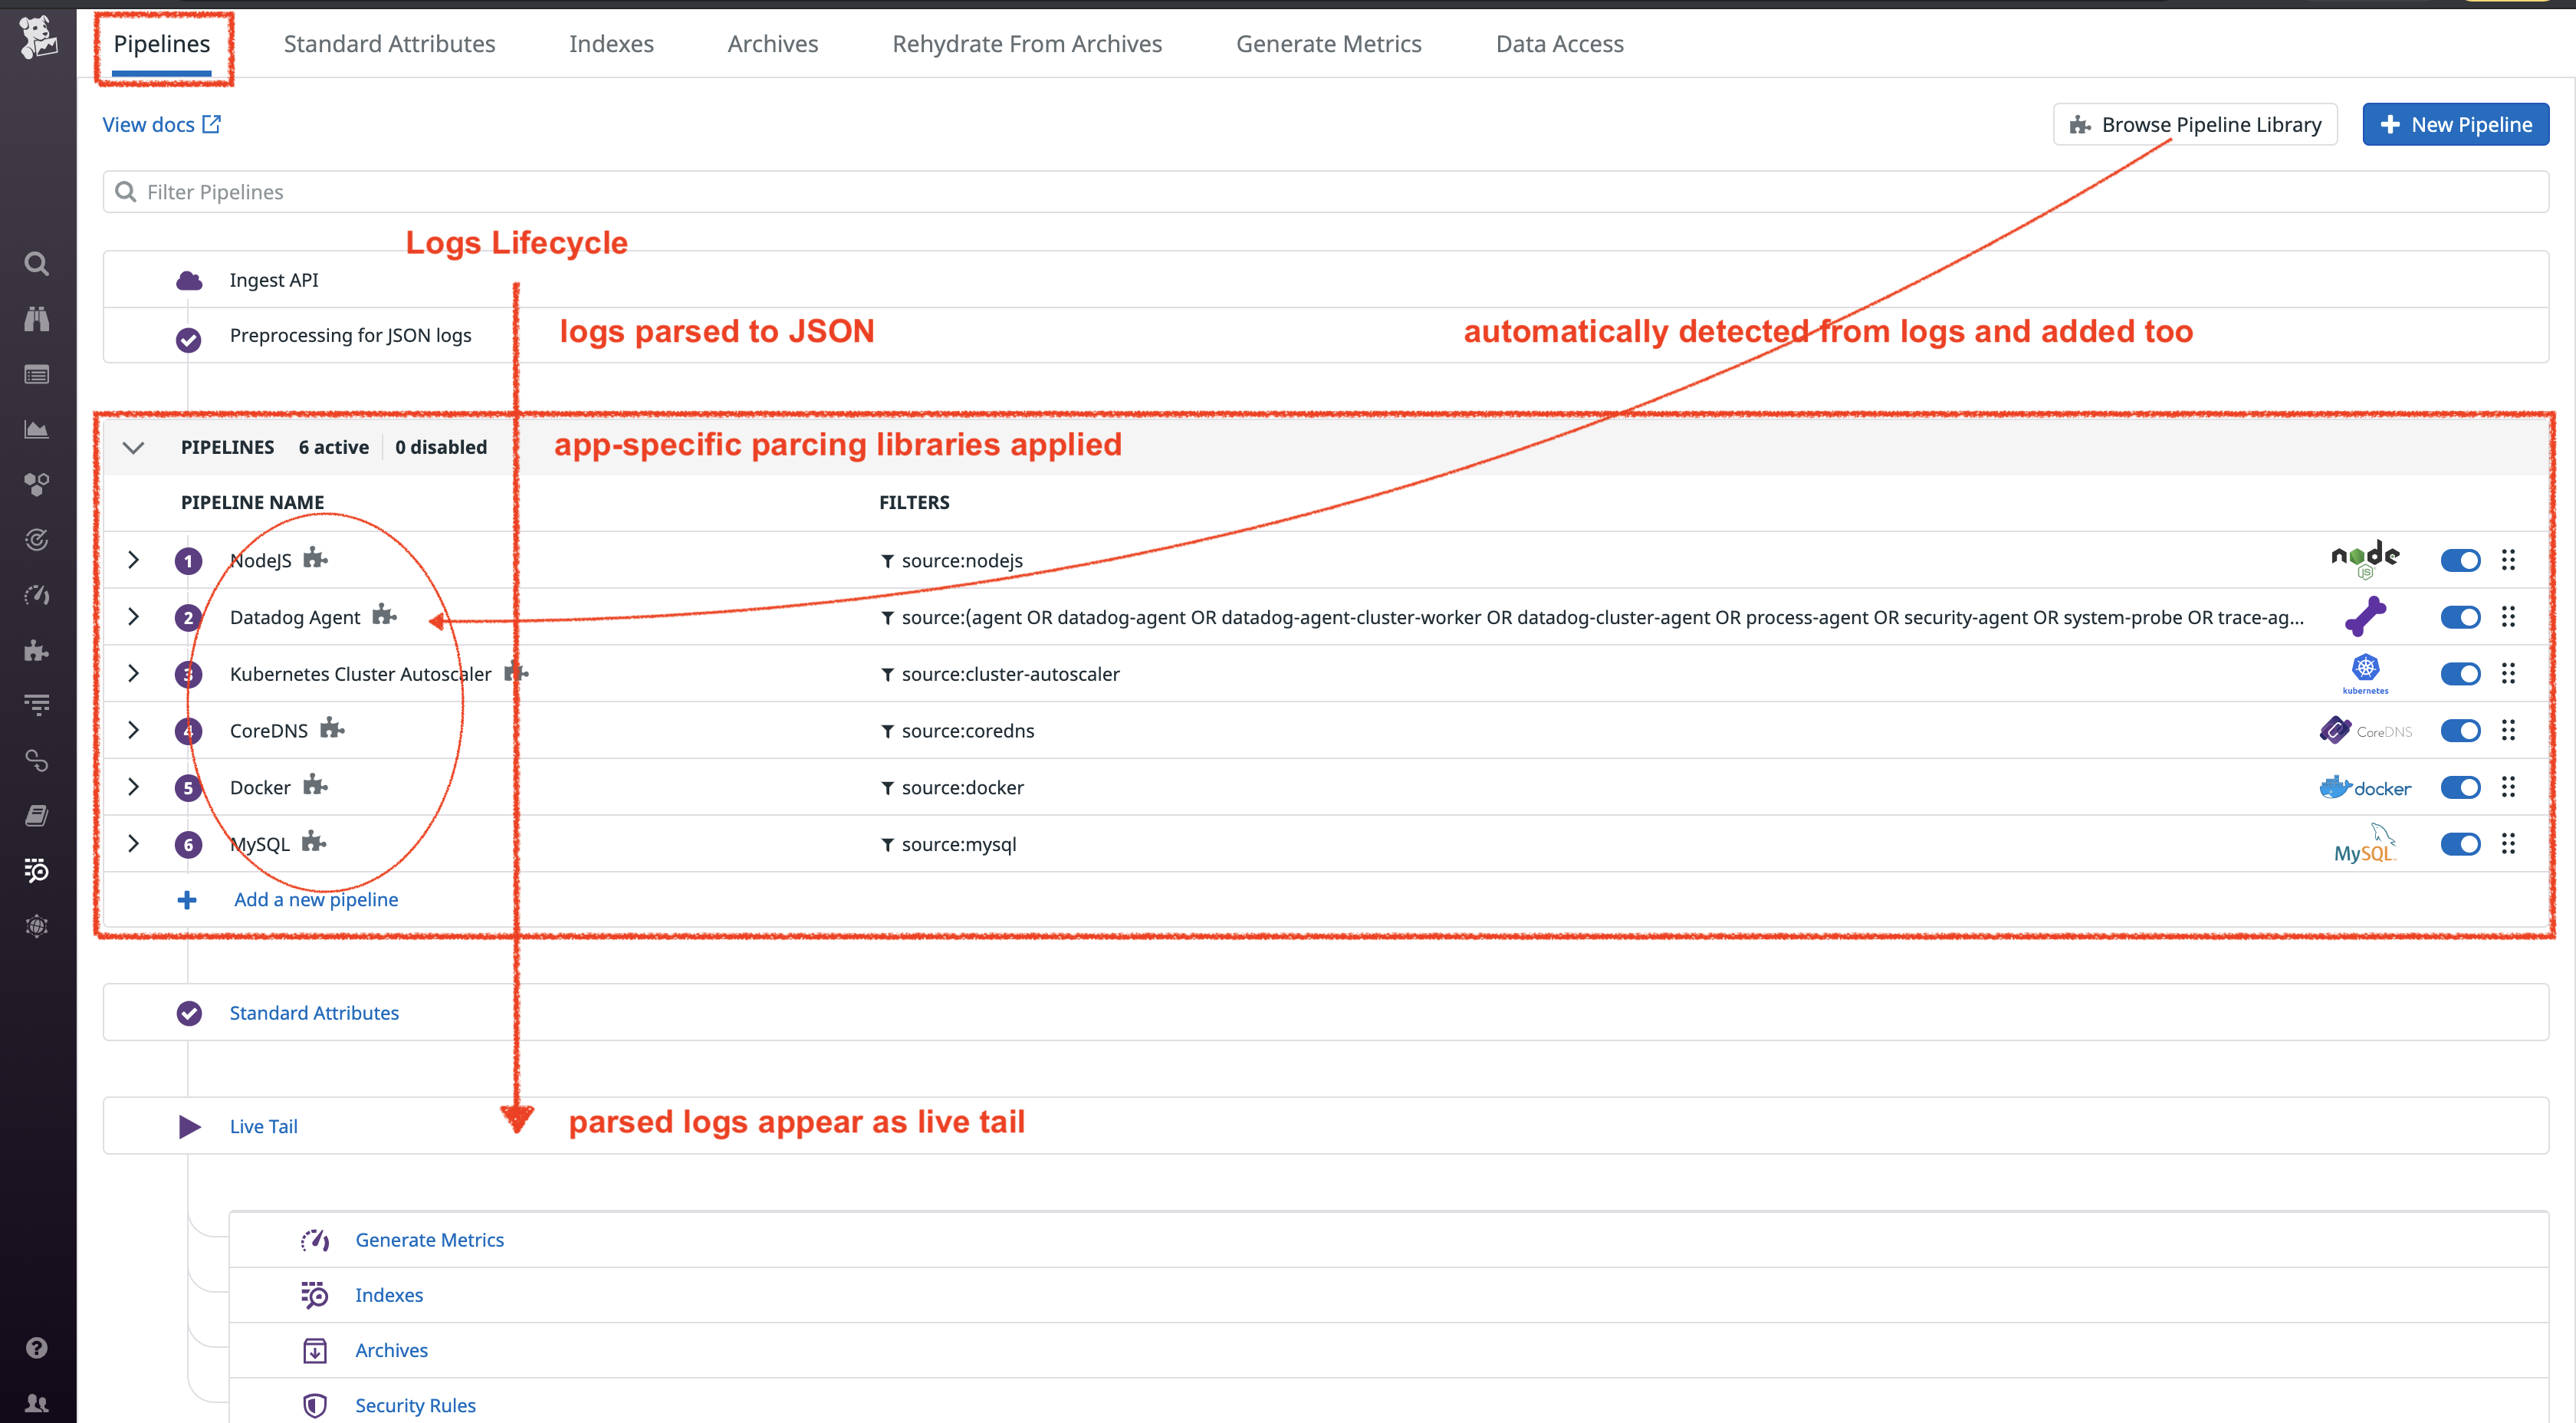 Pipelines
Standard Attributes
Indexes
Archives
Rehydrate From Archives
Generate Metrics
Data Access
View docs
Browse Pipeline Library
New Pipeline
Filter Pipelines
Logs Lifecycle
Ingest API
Preprocessing for JSON logs
logs parsed to JSON
automatically detected from logs and added too
PIPELINES 6 active 0 disabled
app-specific parcing libraries applied
PIPELINE NAME FILTERS
1 NodeJS source:nodejs node JS
2 Datadog Agent source:(agent OR datadog-agent OR datadog-agent-cluster-worker OR datadog-cluster-agent OR process-agent OR security-agent OR system-probe OR trace-ag...
3 Kubernetes Cluster Autoscaler source:cluster-autoscaler kubernetes
4 CoreDNS source:coredns CoreDNS
5 Docker source:docker docker
6 MySQL source:mysql MySQL
Add a new pipeline
Standard Attributes
Live Tail
parsed logs appear as live tail
Generate Metrics
Indexes
Archives
Security Rules